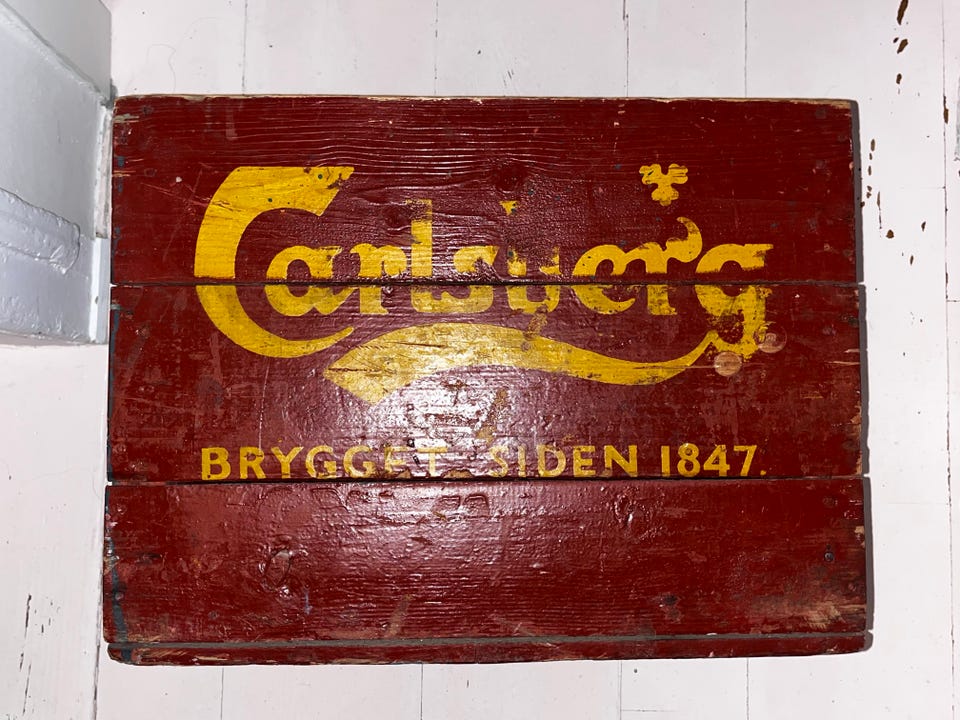 Carlsberg
BRYGGET SIDEN 1847.